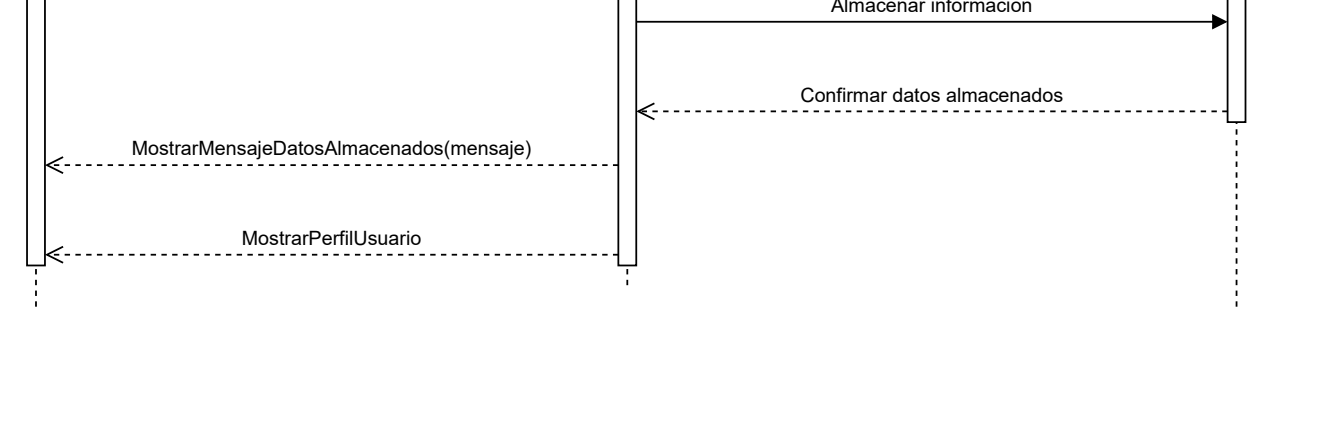 Almacenar información
Confirmar datos almacenados
MostrarMensajeDatosAlmacenados(mensaje)
MostrarPerfilUsuario